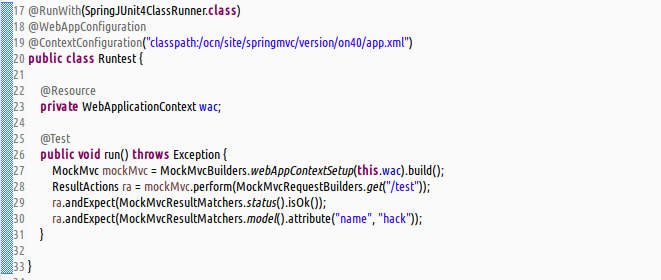 17 @RunWith(SpringJUnit4ClassRunner.class)
18 @WebAppConfiguration
19 @ContextConfiguration("classpath:/ocn/site/springmvc/version/on40/app.xml")
20 public class Runtest {
21
22 @Resource
23 private WebApplicationContext wac;
24
25 @Test
26 public void run() throws Exception {
27 MockMvc mockMvc = MockMvcBuilders.webAppContextSetup(this.wac).build();
28 ResultActions ra = mockMvc.perform(MockMvcRequestBuilders.get("/test"));
29 ra.andExpect(MockMvcResultMatchers.status().isOk());
30 ra.andExpect(MockMvcResultMatchers.model().attribute("name", "hack"));
31 }
32
33 }